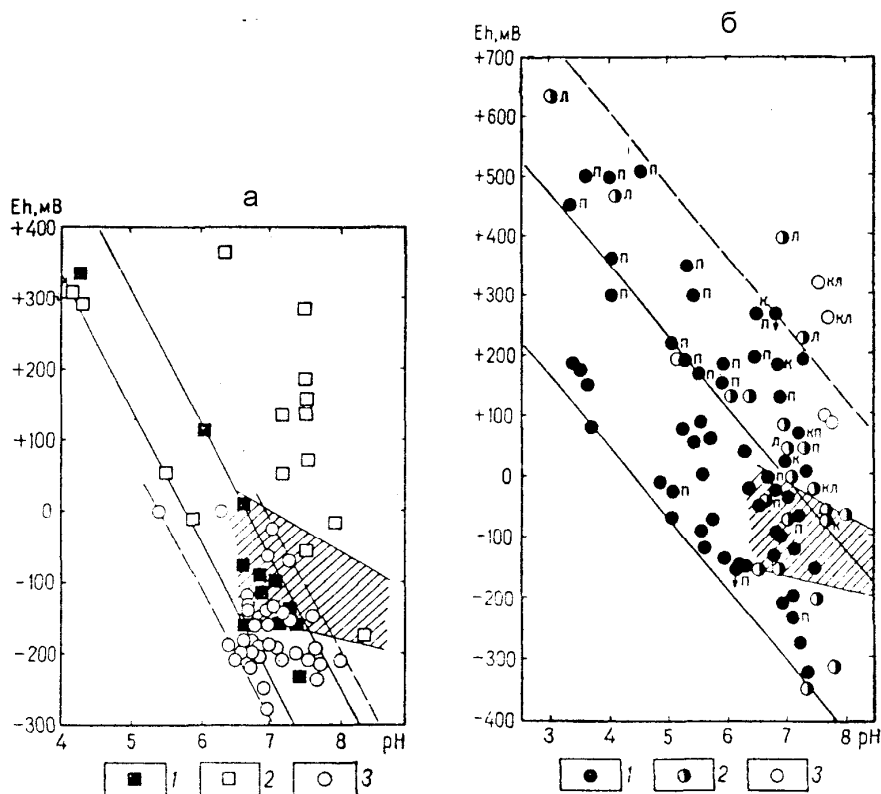 а
Eh,мВ
+400
+300
+200
+100
0
-100
-200
-300
4 5 6 7 8 pH
1 2 3
б
Eh,мВ
+700
+600
+500
+400
+300
+200
+100
0
-100
-200
-300
-400
3 4 5 6 7 8 pH
1 2 3
л
п п п
л
п
л
п
п
п
кл
к
л
кл
л
п
п
п
к
п
п
п
кп
л
п
к
п
кл
п
к
п
п
п